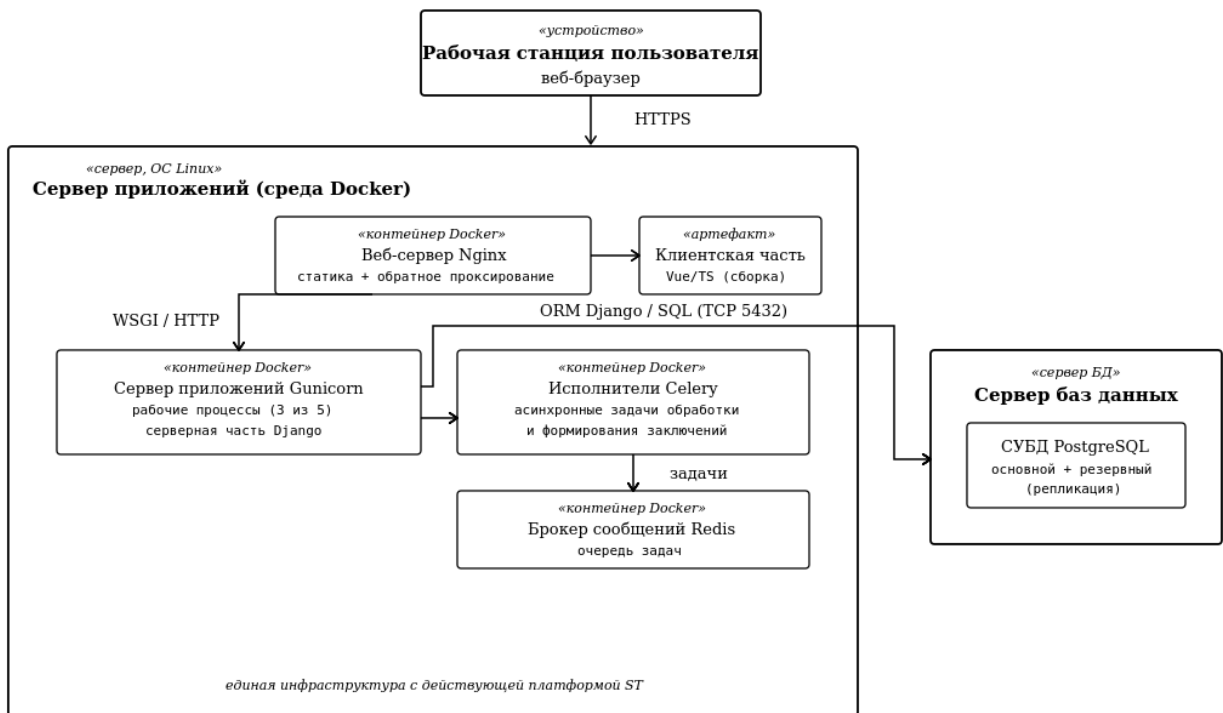 «устройство»
Рабочая станция пользователя
веб-браузер
HTTPS
«сервер, ОС Linux»
Сервер приложений (среда Docker)
«контейнер Docker»
Веб-сервер Nginx
статика + обратное проксирование
«артефакт»
Клиентская часть
Vue/TS (сборка)
WSGI / HTTP
ORM Django / SQL (TCP 5432)
«контейнер Docker»
Сервер приложений Gunicorn
рабочие процессы (3 из 5)
серверная часть Django
«контейнер Docker»
Исполнители Celery
асинхронные задачи обработки
и формирования заключений
«сервер БД»
Сервер баз данных
СУБД PostgreSQL
основной + резервный
(репликация)
задачи
«контейнер Docker»
Брокер сообщений Redis
очередь задач
единая инфраструктура с действующей платформой ST